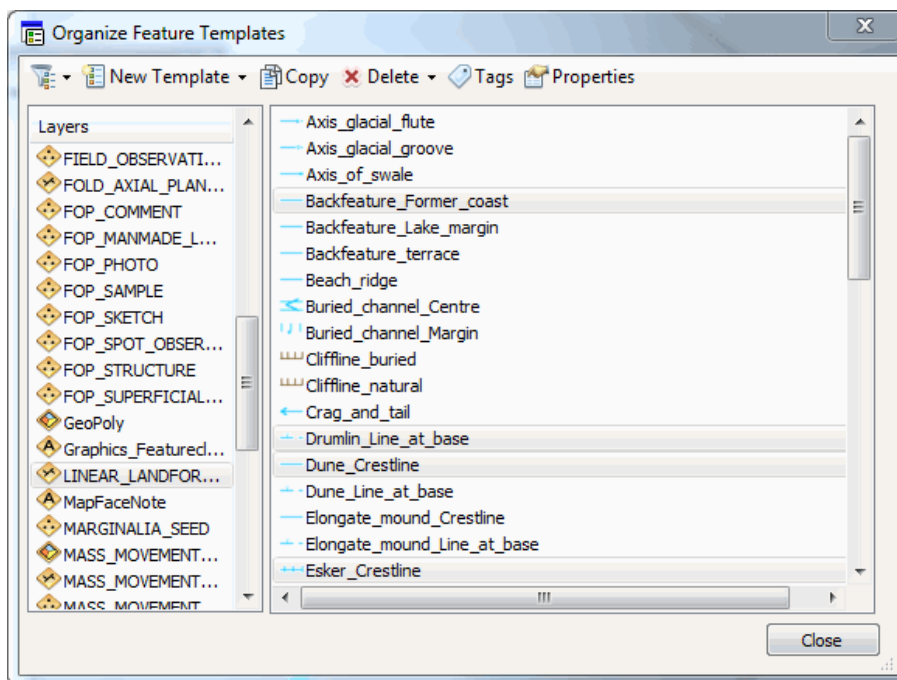 Organize Feature Templates
New Template Copy Delete Tags Properties
Layers
FIELD_OBSERVATI...
FOLD_AXIAL_PLAN...
FOP_COMMENT
FOP_MANMADE_L...
FOP_PHOTO
FOP_SAMPLE
FOP_SKETCH
FOP_SPOT_OBSER...
FOP_STRUCTURE
FOP_SUPERFICIAL...
GeoPoly
Graphics_Featurecl...
LINEAR_LANDFOR...
MapFaceNote
MARGINALIA_SEED
MASS_MOVEMENT...
MASS_MOVEMENT...
MASS_MOVEMENT
Axis_glacial_flute
Axis_glacial_groove
Axis_of_swale
Backfeature_Former_coast
Backfeature_Lake_margin
Backfeature_terrace
Beach_ridge
Buried_channel_Centre
Buried_channel_Margin
Cliffline_buried
Cliffline_natural
Crag_and_tail
Drumlin_Line_at_base
Dune_Crestline
Dune_Line_at_base
Elongate_mound_Crestline
Elongate_mound_Line_at_base
Esker_Crestline
Close